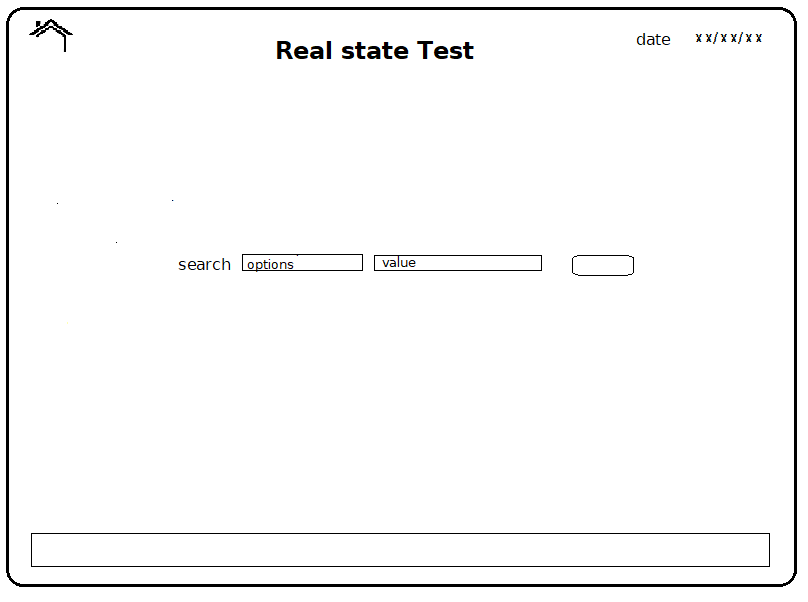 Real state Test
date xx/xx/xx
search options value